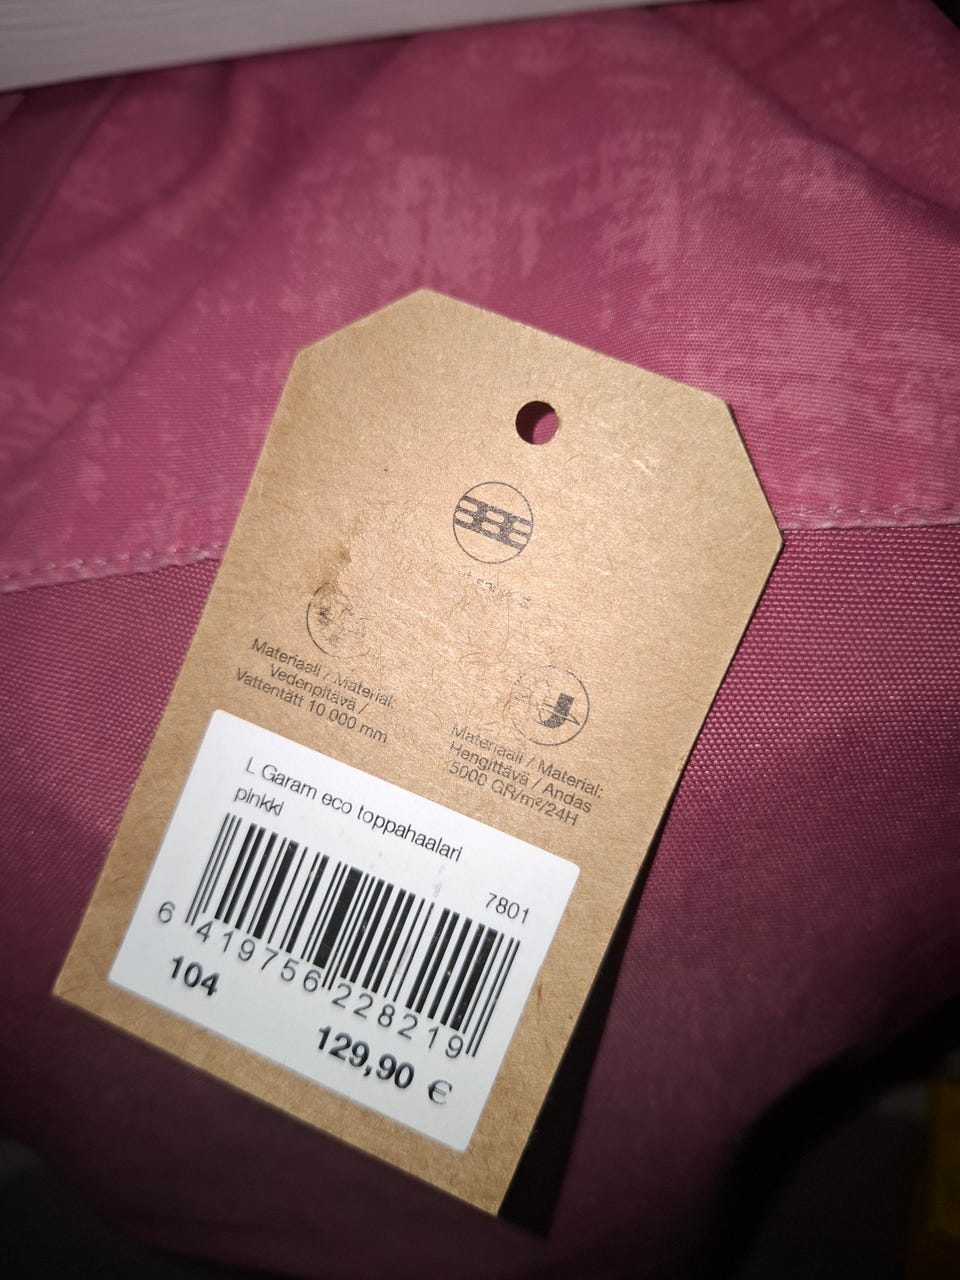 Materiaali / Material:
Vedenpitävä /
Vattentätt 10 000 mm
Materiaali / Material:
Hengittävä / Andas
5000 GR/m²/24H
L Garam eco toppahaalari
pinkki
7801
6 419756 228219
104
129,90 €